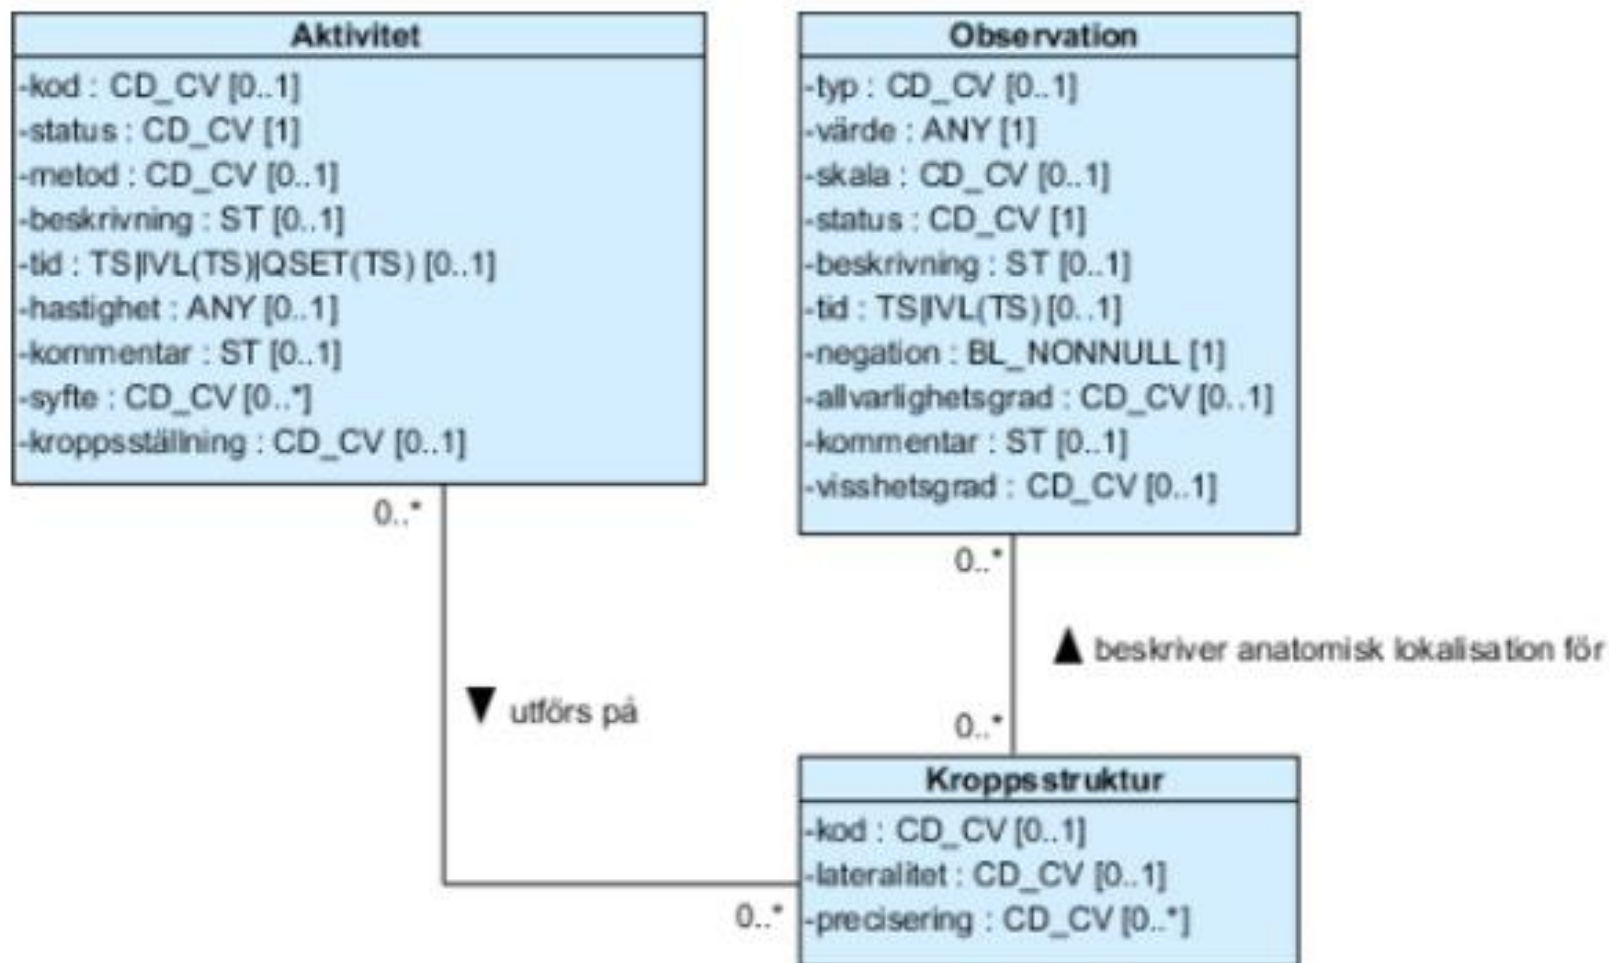 Aktivitet
-kod : CD_CV [0..1]
-status : CD_CV [1]
-metod : CD_CV [0..1]
-beskrivning : ST [0..1]
-tid : TS|IVL(TS)|QSET(TS) [0..1]
-hastighet : ANY [0..1]
-kommentar : ST [0..1]
-syfte : CD_CV [0..*]
-kroppsställning : CD_CV [0..1]
Observation
-typ : CD_CV [0..1]
-värde : ANY [1]
-skala : CD_CV [0..1]
-status : CD_CV [1]
-beskrivning : ST [0..1]
-tid : TS|IVL(TS) [0..1]
-negation : BL_NONNULL [1]
-allvarlighetsgrad : CD_CV [0..1]
-kommentar : ST [0..1]
-visshetsgrad : CD_CV [0..1]
0..*
0..*
▲ beskriver anatomisk lokalisation för
▼ utförs på
0..*
Kroppsstruktur
-kod : CD_CV [0..1]
-lateralitet : CD_CV [0..1]
-precisering : CD_CV [0..*]
0..*